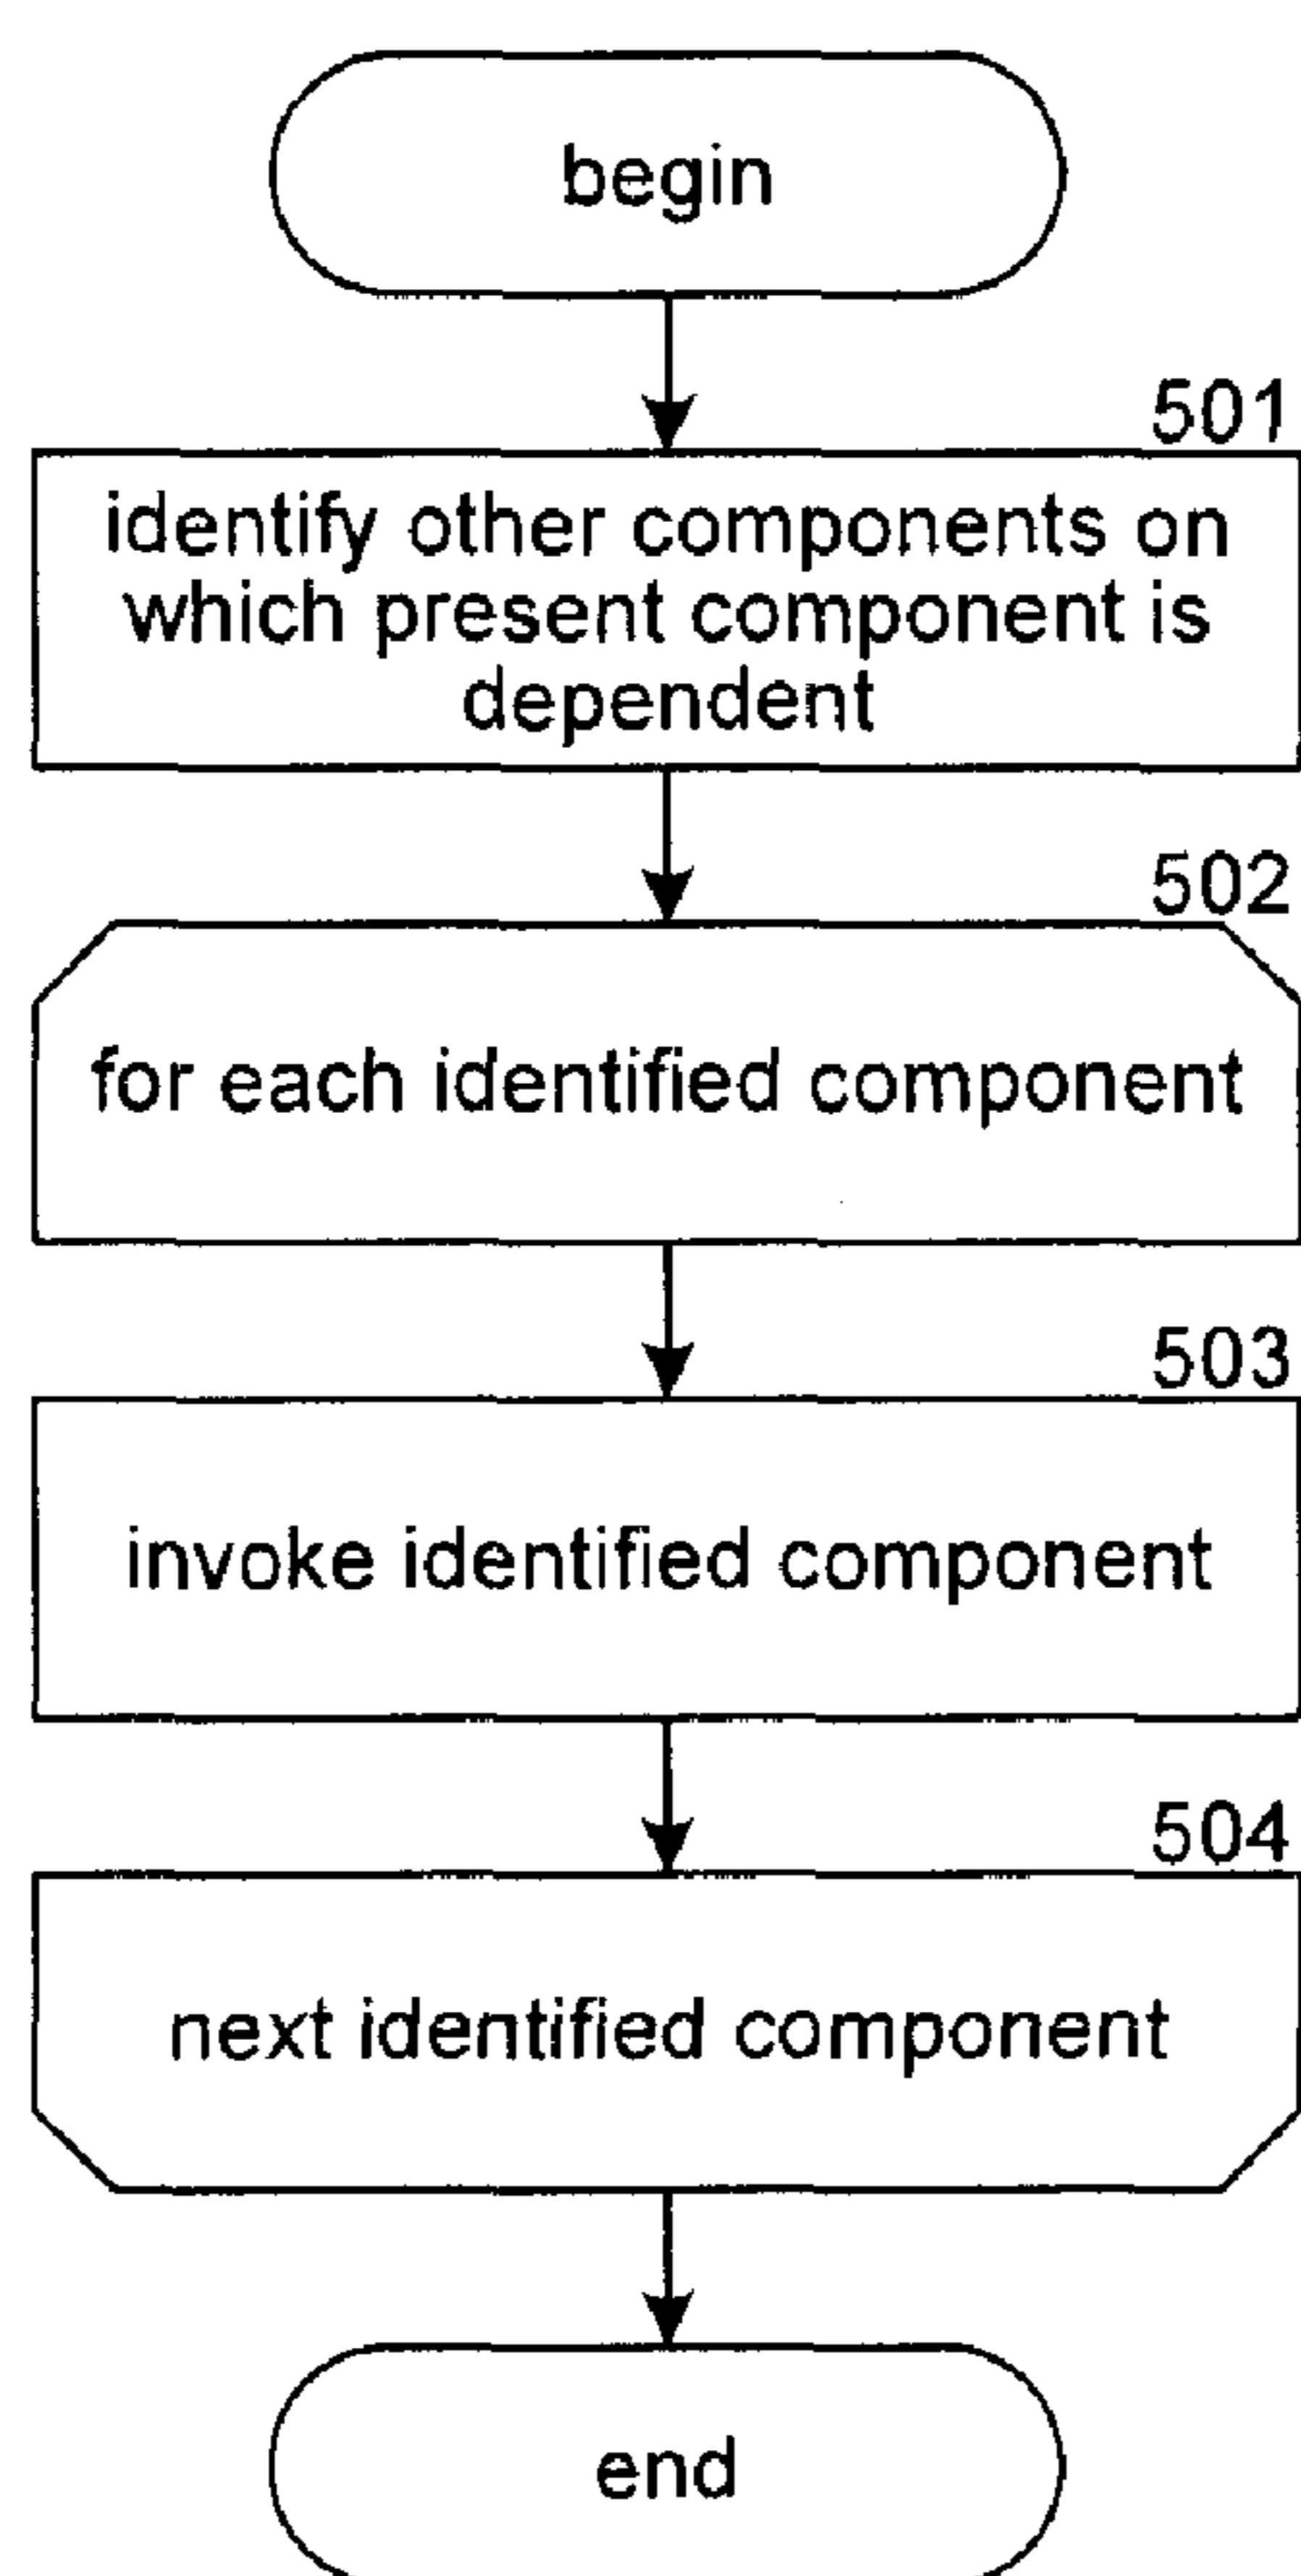 begin
501
identify other components on
which present component is
dependent
502
for each identified component
503
invoke identified component
504
next identified component
end